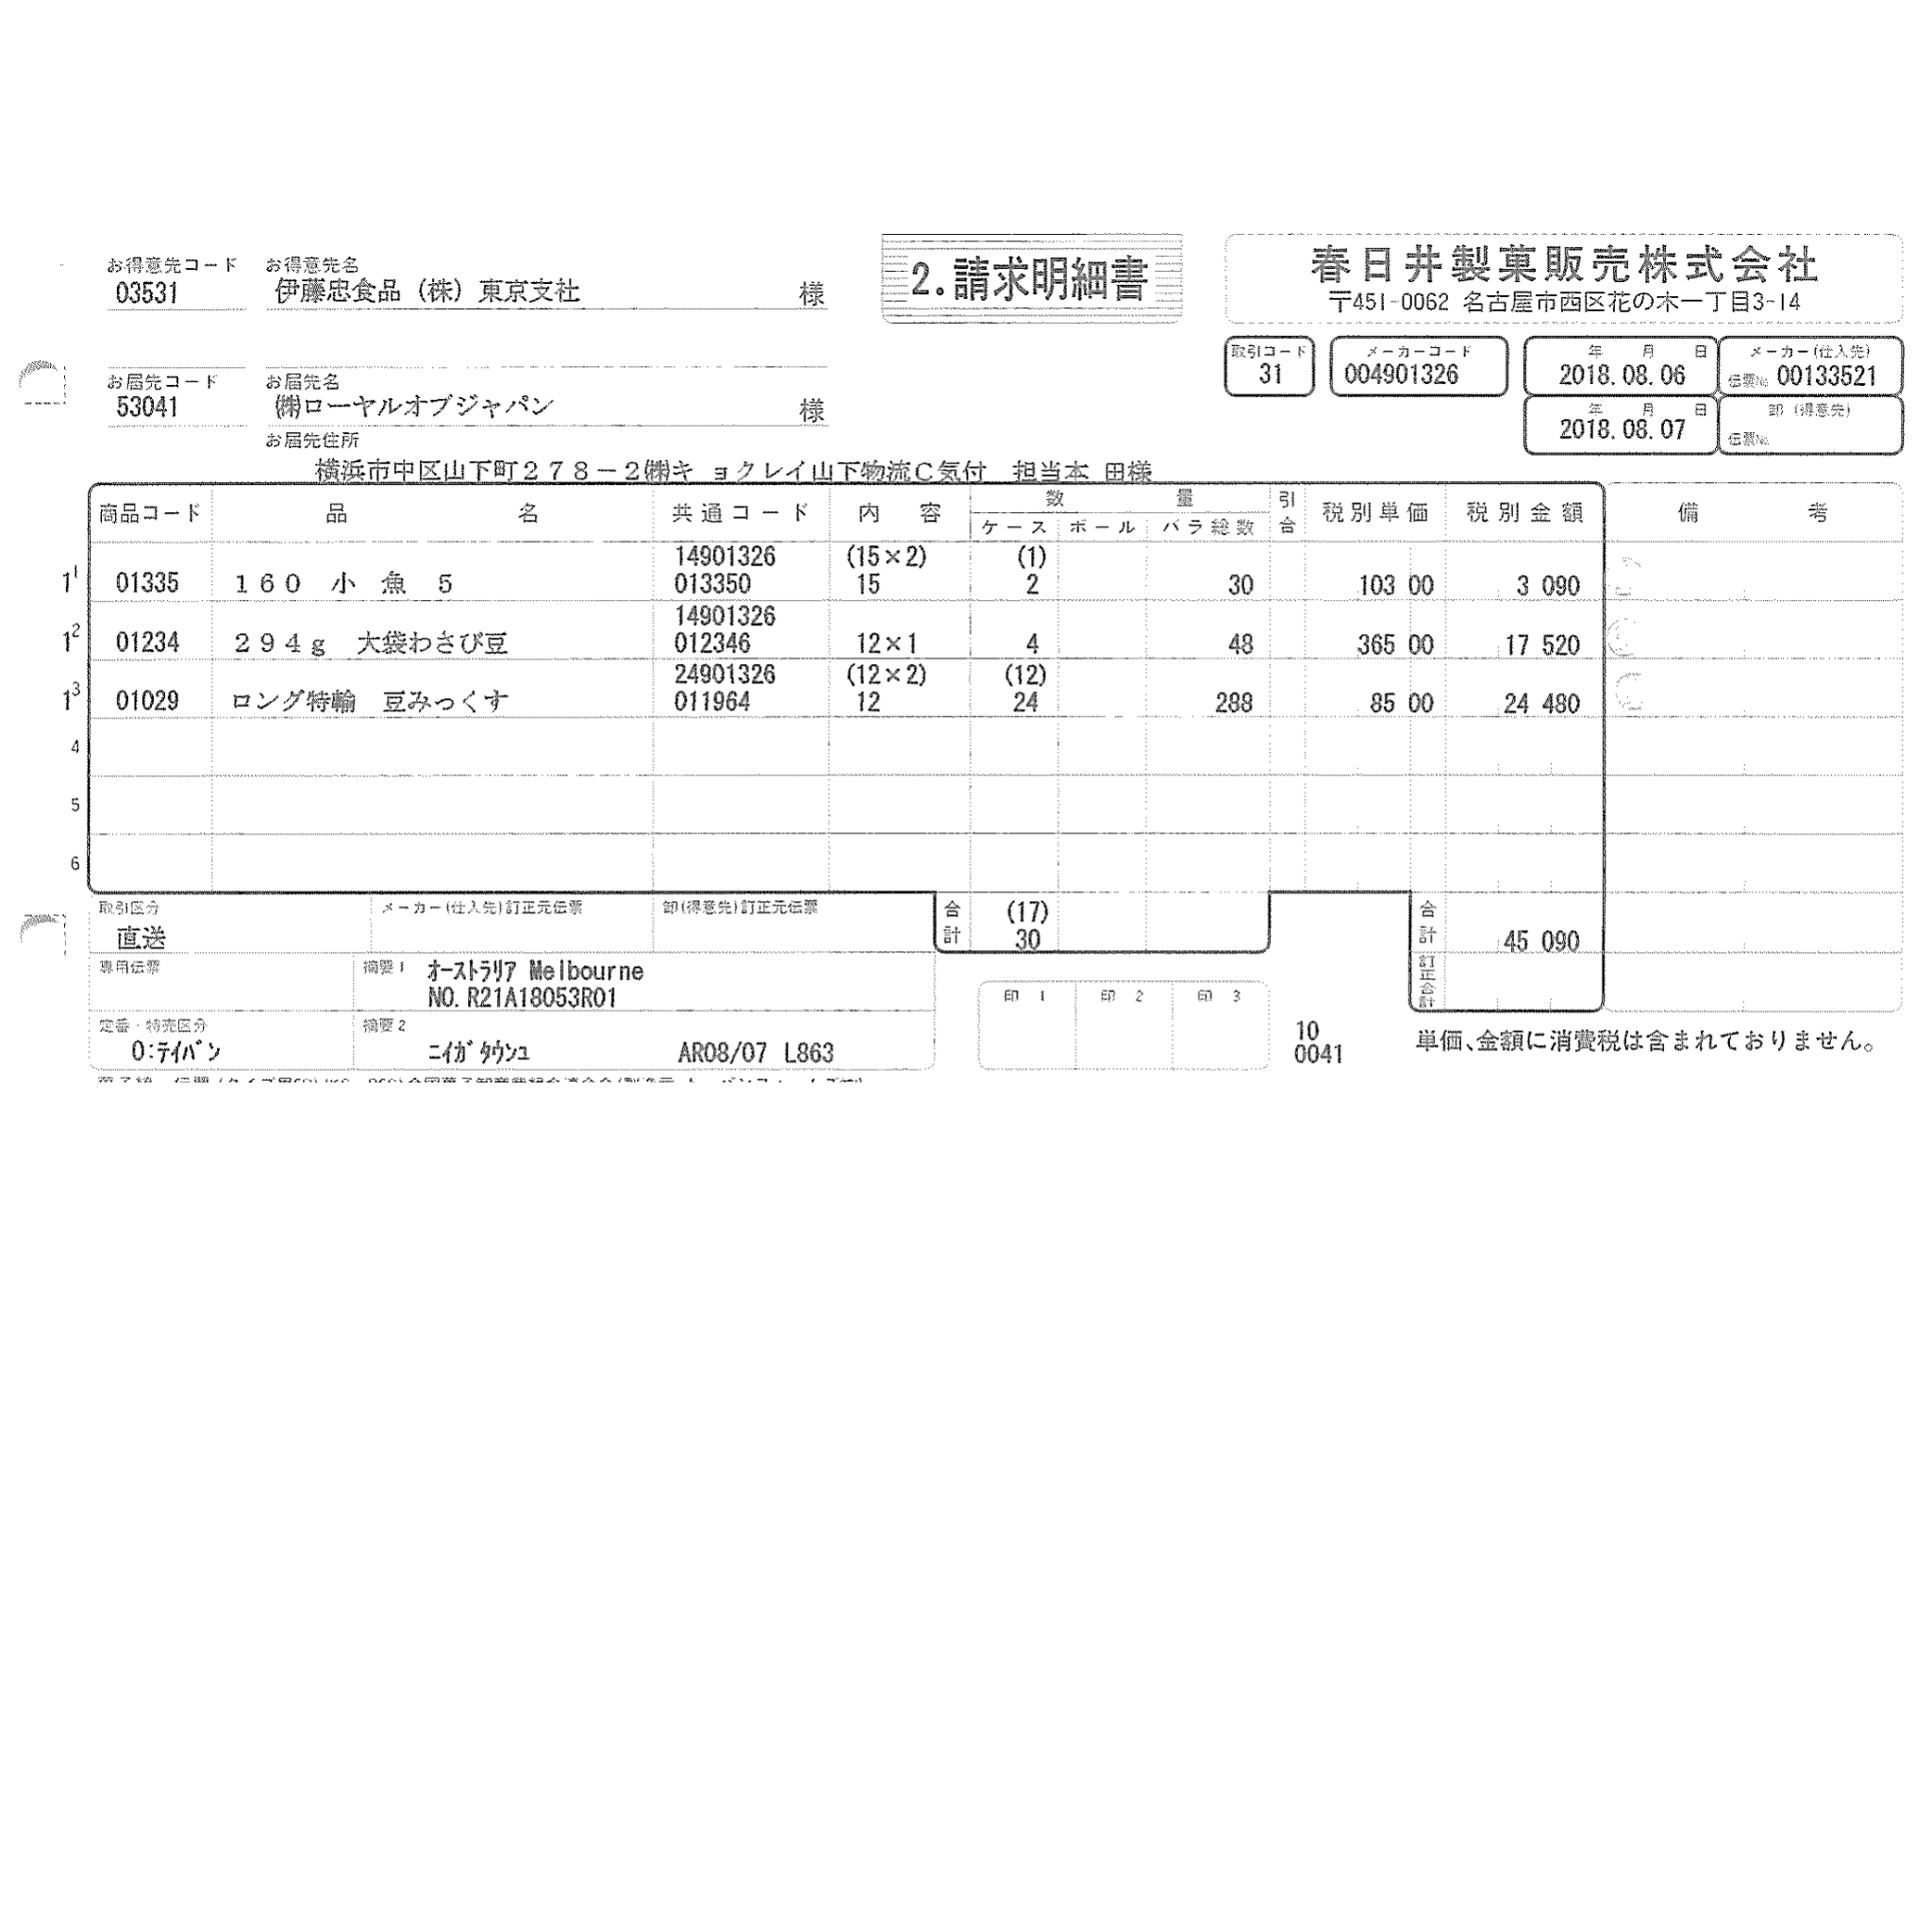 お得意先コード お得意先名
03531 伊藤忠食品（株）東京支社 様
2.請求明細書
春日井製菓販売株式会社
〒451-0062 名古屋市西区花の木一丁目3-14
取引コード メーカーコード 年 月 日 メーカー(仕入先)
31 004901326 2018.08.06 伝票No. 00133521
お届先コード お届先名
53041 ㈱ローヤルオブジャパン 様
年 月 日 卸(得意先)
2018.08.07 伝票No.
お届先住所
横浜市中区山下町２７８－２㈱キョクレイ山下物流Ｃ気付 担当本田様
商品コード 品名 共通コード 内容 数量 引合 税別単価 税別金額 備考
ケース ボール バラ総数
14901326 (15×2) (1)
1 1 01335 １６０ 小 魚 ５ 013350 15 2 30 103 00 3 090
14901326
1 2 01234 ２９４ｇ 大袋わさび豆 012346 12×1 4 48 365 00 17 520
24901326 (12×2) (12)
1 3 01029 ロング特輸 豆みっくす 011964 12 24 288 85 00 24 480
4
5
6
取引区分 メーカー(仕入先)訂正元伝票 卸(得意先)訂正元伝票 合計 (17) 合計
直送 30 45 090
専用伝票 摘要1 ｵｰｽﾄﾗﾘｱ Melbourne 訂正合計
NO.R21A18053R01
印 1 印 2 印 3
定番・特売区分 摘要2
0:ﾃｲﾊﾞﾝ ﾆｲｶﾞﾀｳﾝﾕ AR08/07 L863
10
0041
単価、金額に消費税は含まれておりません。